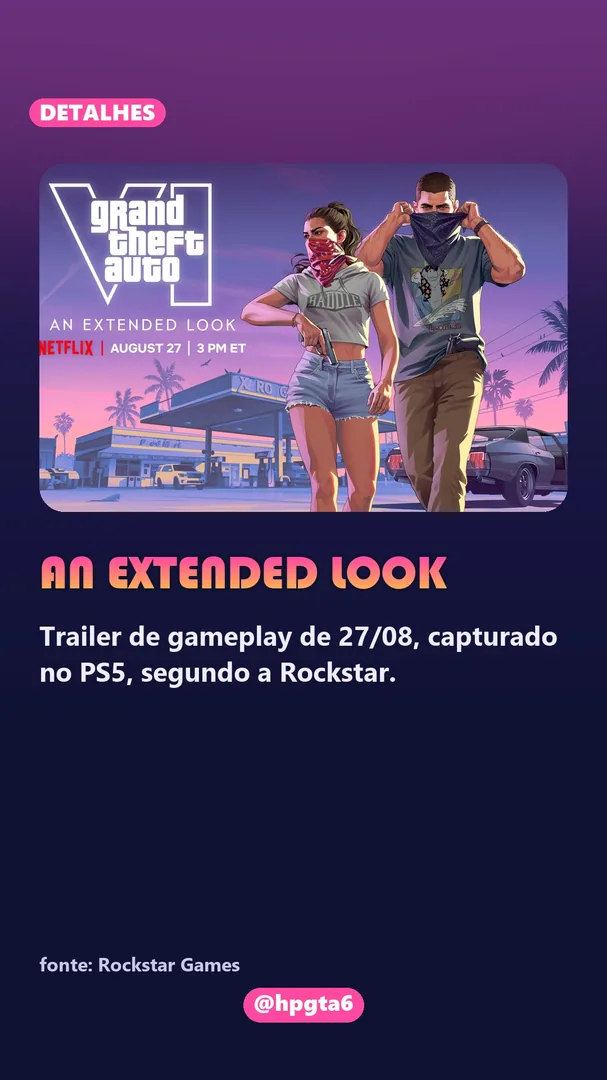 DETALHES
VI
grand
theft
auto
AN EXTENDED LOOK
NETFLIX | AUGUST 27 | 3 PM ET
AN EXTENDED LOOK
Trailer de gameplay de 27/08, capturado
no PS5, segundo a Rockstar.
fonte: Rockstar Games
@hpgta6